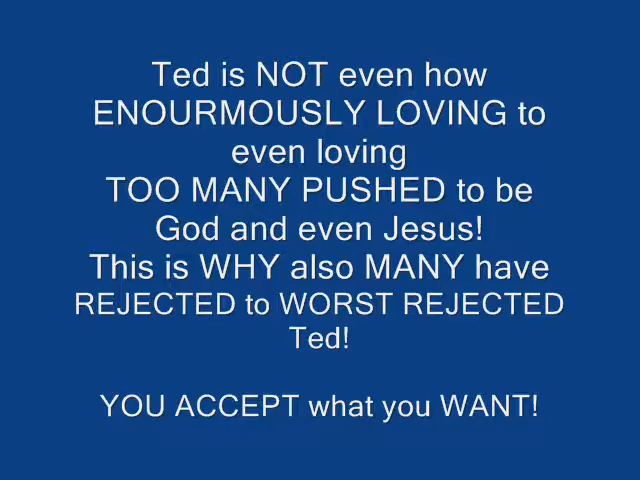 Ted is NOT even how
ENOURMOUSLY LOVING to
even loving
TOO MANY PUSHED to be
God and even Jesus!
This is WHY also MANY have
REJECTED to WORST REJECTED
Ted!
YOU ACCEPT what you WANT!